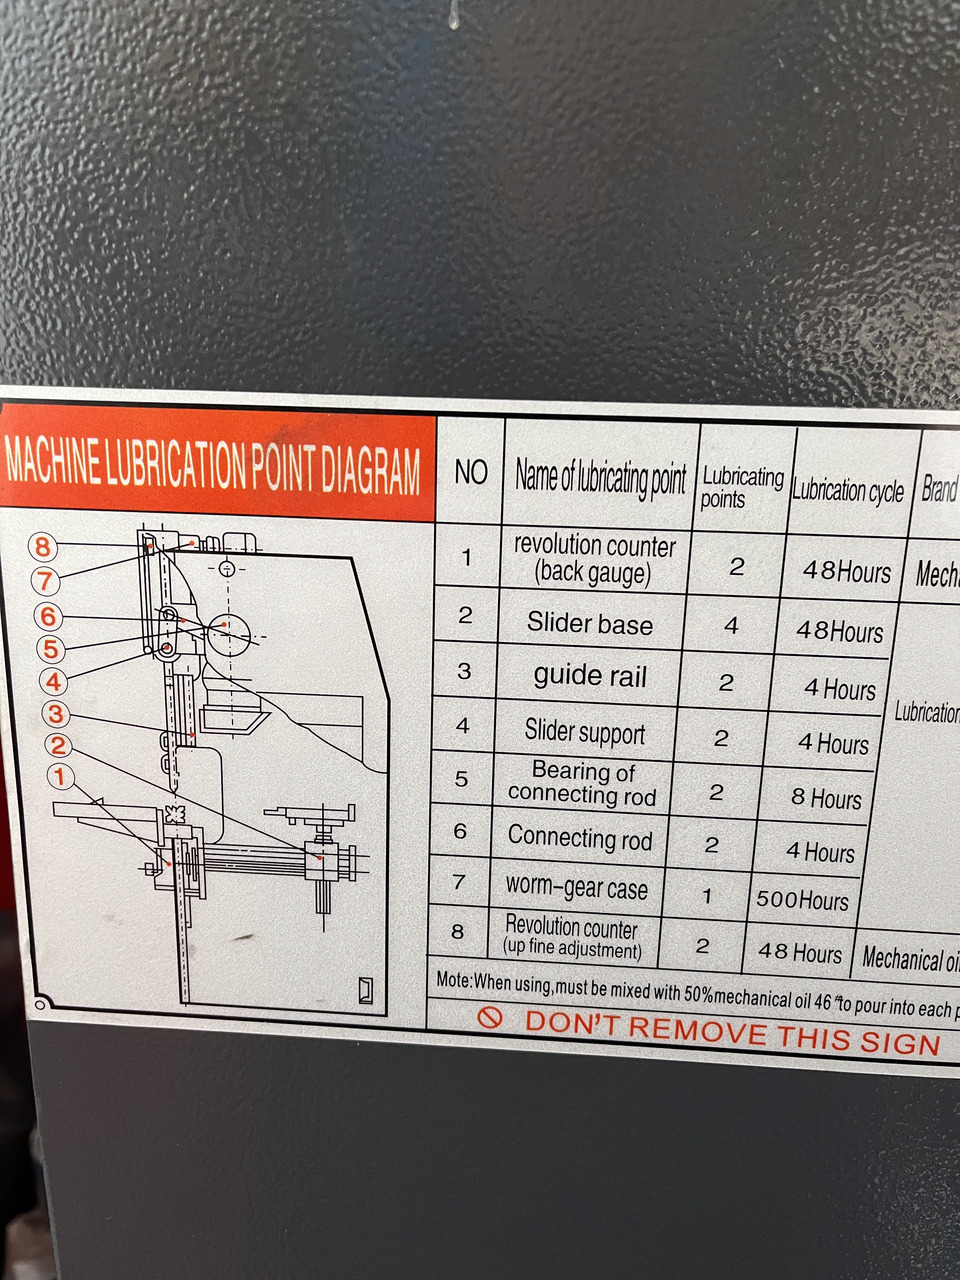 MACHINE LUBRICATION POINT DIAGRAM
8
7
6
5
4
3
2
1
NO Name of lubricating point Lubricating points Lubrication cycle Brand
1 revolution counter (back gauge) 2 48Hours
2 Slider base 4 48Hours
3 guide rail 2 4 Hours
4 Slider support 2 4 Hours
5 Bearing of connecting rod 2 8 Hours
6 Connecting rod 2 4 Hours
7 worm-gear case 1 500Hours
8 Revolution counter (up fine adjustment) 2 48 Hours Mechanical oil
Lubrication
Mote:When using,must be mixed with 50%mechanical oil 46 #to pour into each
DON'T REMOVE THIS SIGN